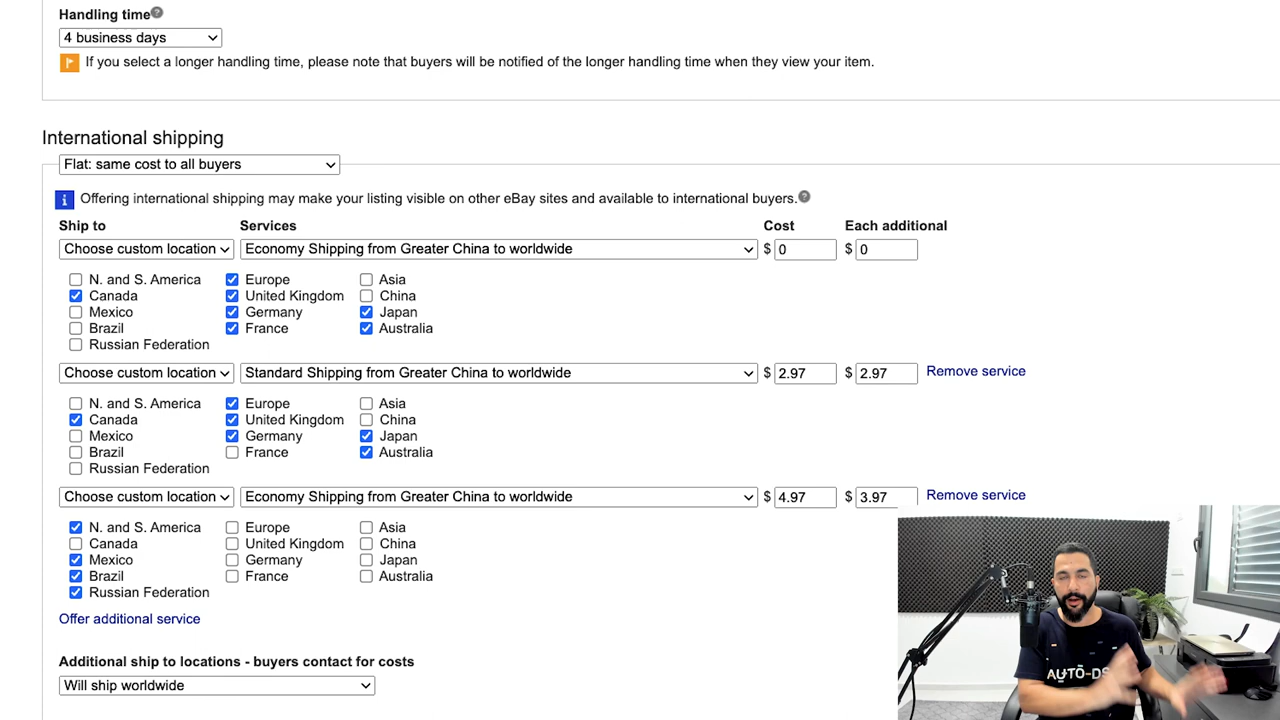 Handling time
4 business days
If you select a longer handling time, please note that buyers will be notified of the longer handling time when they view your item.
International shipping
Flat: same cost to all buyers
Offering international shipping may make your listing visible on other eBay sites and available to international buyers.
Ship to Services Cost Each additional
Choose custom location Economy Shipping from Greater China to worldwide $ 0 $ 0
N. and S. America Europe Asia
Canada United Kingdom China
Mexico Germany Japan
Brazil France Australia
Russian Federation
Choose custom location Standard Shipping from Greater China to worldwide $ 2.97 $ 2.97 Remove service
N. and S. America Europe Asia
Canada United Kingdom China
Mexico Germany Japan
Brazil France Australia
Russian Federation
Choose custom location Economy Shipping from Greater China to worldwide $ 4.97 $ 3.97 Remove service
N. and S. America Europe Asia
Canada United Kingdom China
Mexico Germany Japan
Brazil France Australia
Russian Federation
Offer additional service
Additional ship to locations - buyers contact for costs
Will ship worldwide
AUTO-DS